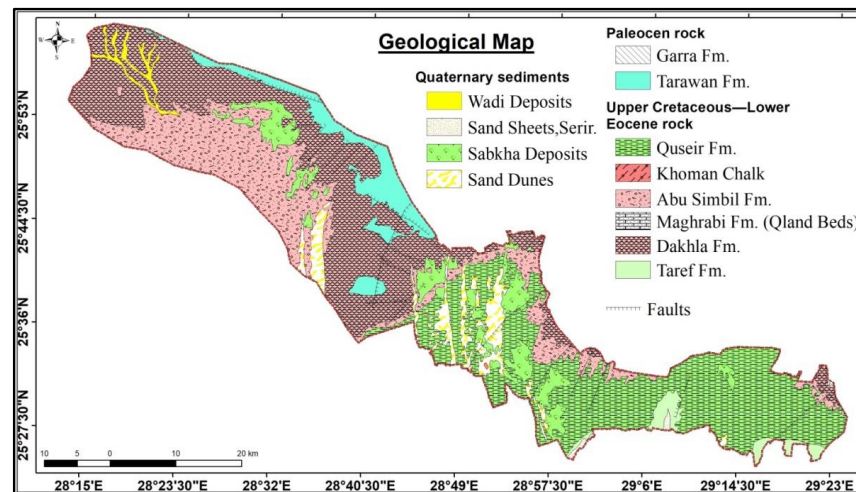 Geological Map
N
W E
S
Quaternary sediments
Wadi Deposits
Sand Sheets,Serir.
Sabkha Deposits
Sand Dunes
Paleocen rock
Garra Fm.
Tarawan Fm.
Upper Cretaceous—Lower
Eocene rock
Quseir Fm.
Khoman Chalk
Abu Simbil Fm.
Maghrabi Fm. (Qland Beds)
Dakhla Fm.
Taref Fm.
Faults
25°53'N
25°44'30"N
25°36'N
25°27'30"N
10 5 0 10 20 km
28°15'E 28°23'30"E 28°32'E 28°40'30"E 28°49'E 28°57'30"E 29°6'E 29°14'30"E 29°23'E